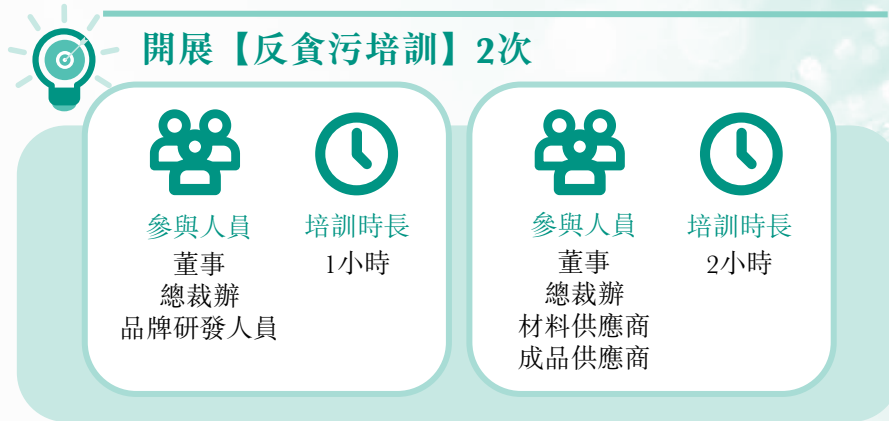 開展【反貪污培訓】2次
參與人員
董事
總裁辦
品牌研發人員
培訓時長
1小時
參與人員
董事
總裁辦
材料供應商
成品供應商
培訓時長
2小時